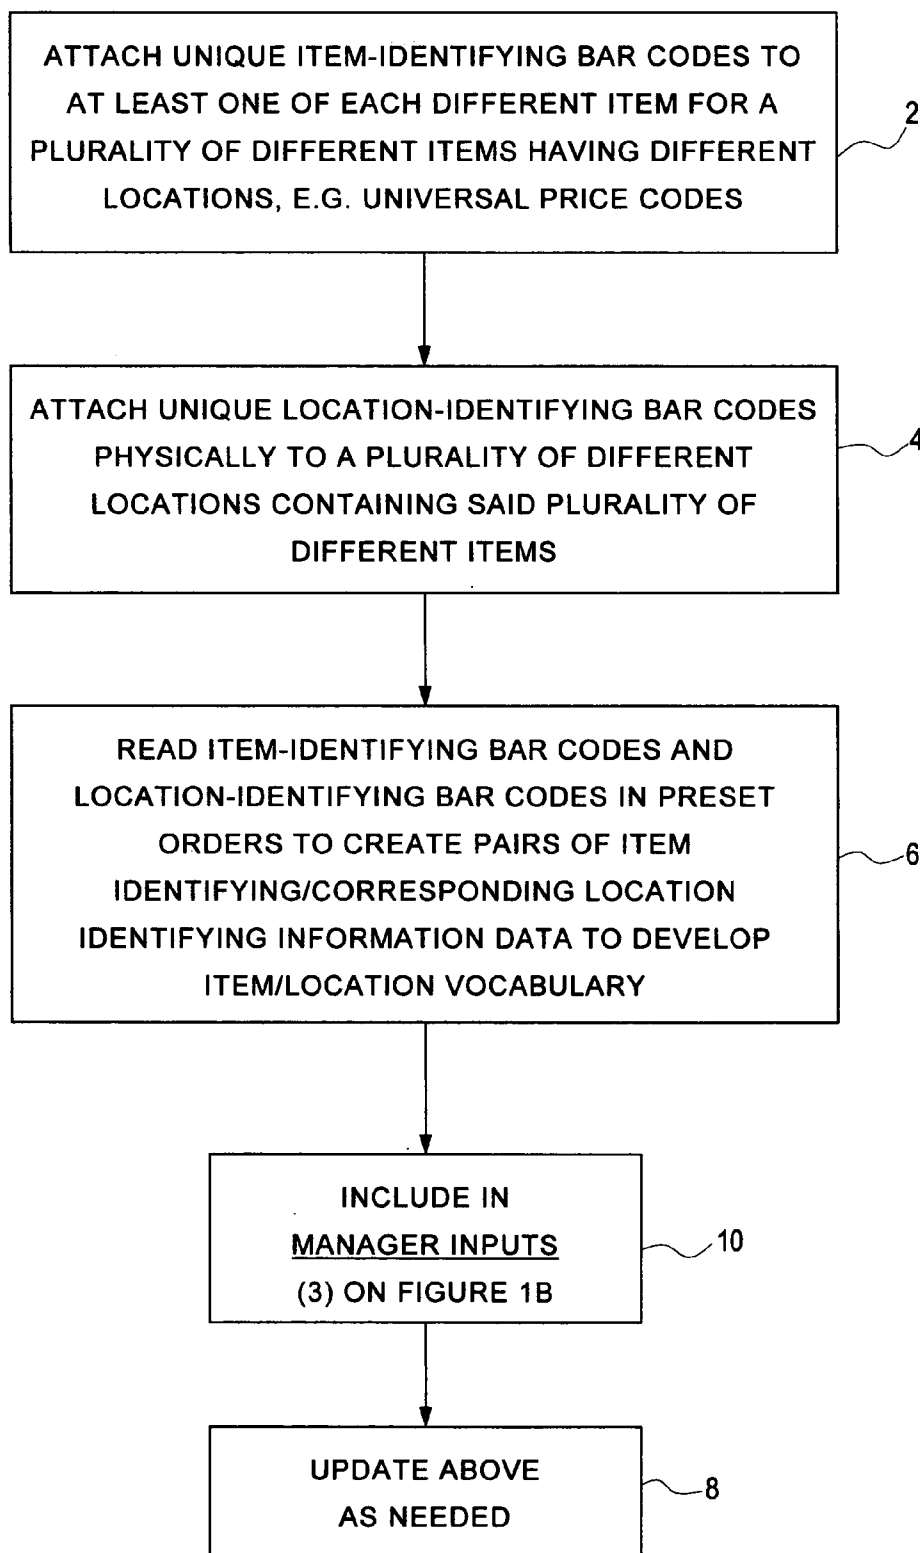 ATTACH UNIQUE ITEM-IDENTIFYING BAR CODES TO
AT LEAST ONE OF EACH DIFFERENT ITEM FOR A
PLURALITY OF DIFFERENT ITEMS HAVING DIFFERENT
LOCATIONS, E.G. UNIVERSAL PRICE CODES
2
ATTACH UNIQUE LOCATION-IDENTIFYING BAR CODES
PHYSICALLY TO A PLURALITY OF DIFFERENT
LOCATIONS CONTAINING SAID PLURALITY OF
DIFFERENT ITEMS
4
READ ITEM-IDENTIFYING BAR CODES AND
LOCATION-IDENTIFYING BAR CODES IN PRESET
ORDERS TO CREATE PAIRS OF ITEM
IDENTIFYING/CORRESPONDING LOCATION
IDENTIFYING INFORMATION DATA TO DEVELOP
ITEM/LOCATION VOCABULARY
6
INCLUDE IN
MANAGER INPUTS
(3) ON FIGURE 1B
10
UPDATE ABOVE
AS NEEDED
8